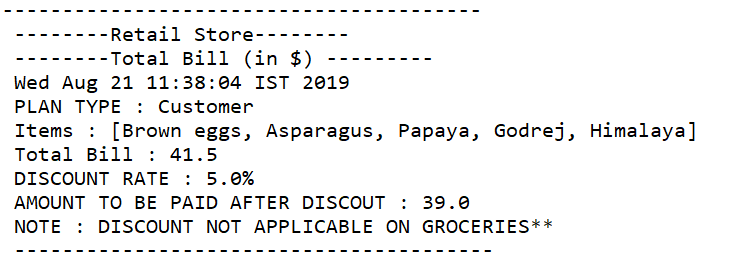 ----------------------------------------
--------Retail Store--------
--------Total Bill (in $) ---------
Wed Aug 21 11:38:04 IST 2019
PLAN TYPE : Customer
Items : [Brown eggs, Asparagus, Papaya, Godrej, Himalaya]
Total Bill : 41.5
DISCOUNT RATE : 5.0%
AMOUNT TO BE PAID AFTER DISCOUT : 39.0
NOTE : DISCOUNT NOT APPLICABLE ON GROCERIES**
----------------------------------------